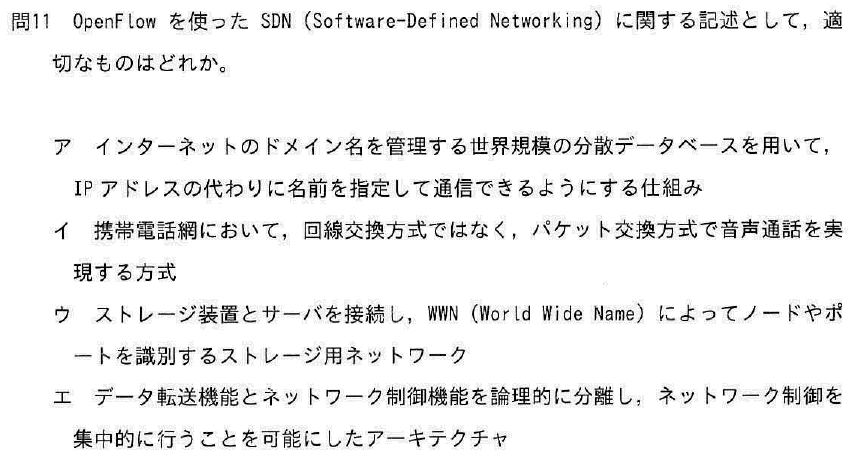 問11 OpenFlow を使った SDN (Software-Defined Networking) に関する記述として，適
切なものはどれか。
ア インターネットのドメイン名を管理する世界規模の分散データベースを用いて，
IP アドレスの代わりに名前を指定して通信できるようにする仕組み
イ 携帯電話網において，回線交換方式ではなく，パケット交換方式で音声通話を実
現する方式
ウ ストレージ装置とサーバを接続し，WWN (World Wide Name) によってノードやポ
ートを識別するストレージ用ネットワーク
エ データ転送機能とネットワーク制御機能を論理的に分離し，ネットワーク制御を
集中的に行うことを可能にしたアーキテクチャ